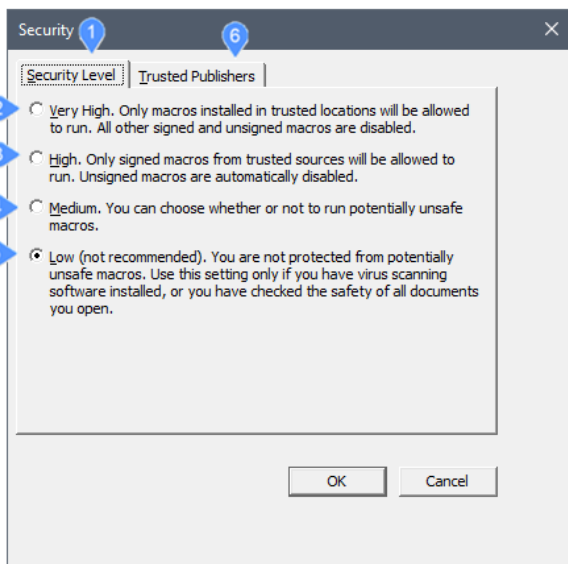 Security
1
6
Security Level
Trusted Publishers
Very High. Only macros installed in trusted locations will be allowed
to run. All other signed and unsigned macros are disabled.
High. Only signed macros from trusted sources will be allowed to
run. Unsigned macros are automatically disabled.
Medium. You can choose whether or not to run potentially unsafe
macros.
Low (not recommended). You are not protected from potentially
unsafe macros. Use this setting only if you have virus scanning
software installed, or you have checked the safety of all documents
you open.
OK
Cancel